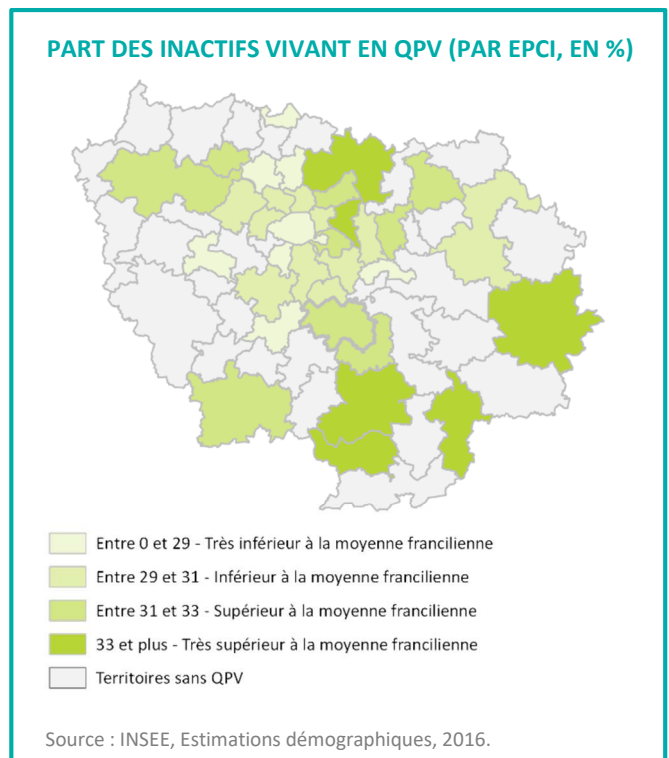 PART DES INACTIFS VIVANT EN QPV (PAR EPCI, EN %)
Entre 0 et 29 - Très inférieur à la moyenne francilienne
Entre 29 et 31 - Inférieur à la moyenne francilienne
Entre 31 et 33 - Supérieur à la moyenne francilienne
33 et plus - Très supérieur à la moyenne francilienne
Territoires sans QPV
Source : INSEE, Estimations démographiques, 2016.